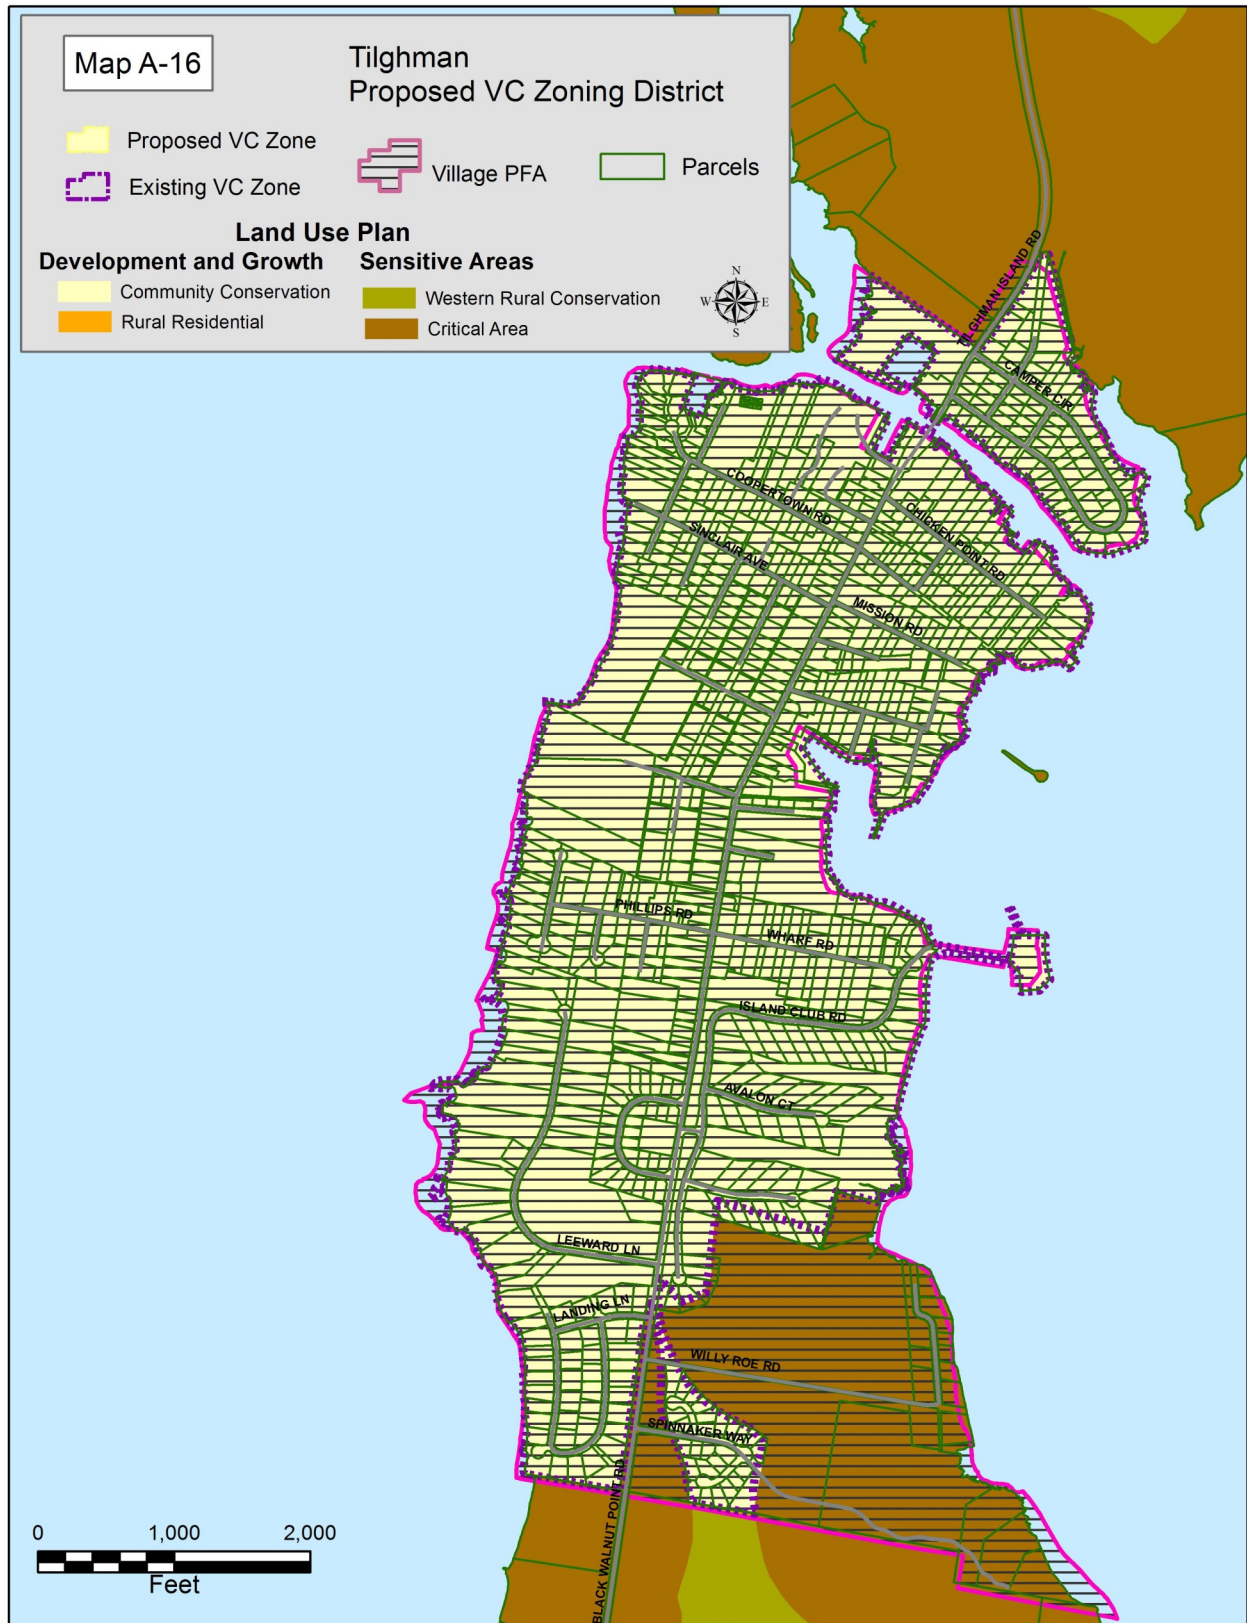 Map A-16
Tilghman
Proposed VC Zoning District
Proposed VC Zone
Existing VC Zone
Village PFA
Parcels
Land Use Plan
Development and Growth
Sensitive Areas
Community Conservation
Rural Residential
Western Rural Conservation
Critical Area
N
W
E
S
TILGHMAN ISLAND RD
CAMPER CIR
COOPERTOWN RD
CHICKEN POINT RD
SINCLAIR AVE
MISSION RD
PHILLIPS RD
WHARF RD
ISLAND CLUB RD
AVALON CT
LEEWARD LN
LANDING LN
WILLY ROE RD
SPINNAKER WAY
BLACK WALNUT POINT RD
0 1,000 2,000
Feet